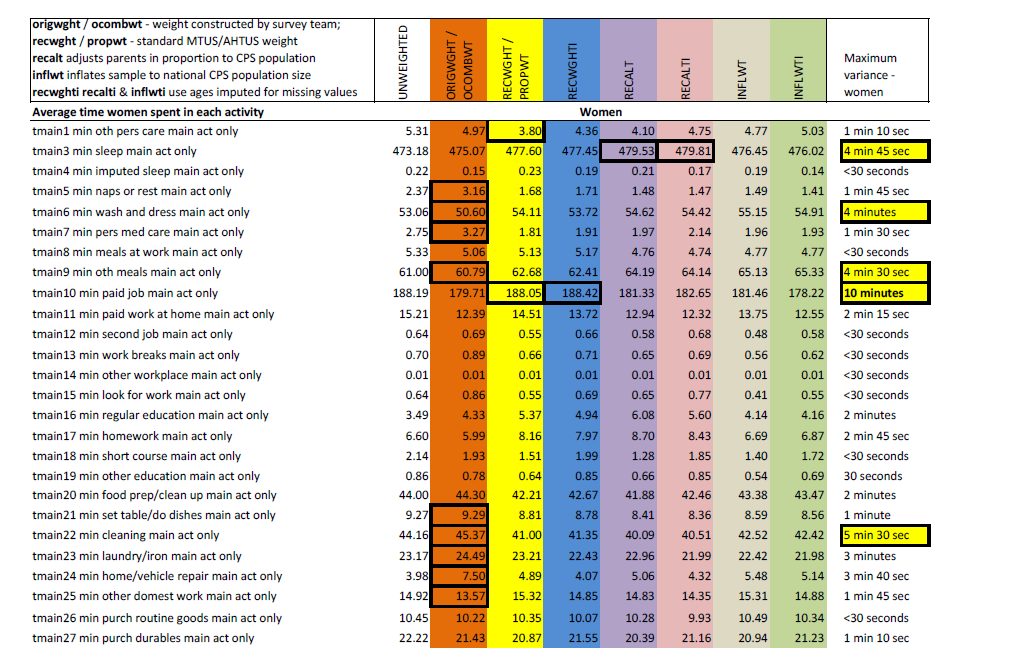 origwght / ocombwt - weight constructed by survey team;
recwght / propwt - standard MTUS/AHTUS weight
recalt adjusts parents in proportion to CPS population
inflwt inflates sample to national CPS population size
recwghti recalti & inflwti use ages imputed for missing values
UNWEIGHTED
ORIGWGHT /
OCOMBWT
RECWGHT /
PROPWT
RECWGHTI
RECALT
RECALTI
INFLWT
INFLWTI
Maximum
variance -
women
Average time women spent in each activity Women
tmain1 min oth pers care main act only 5.31 4.97 3.80 4.36 4.10 4.75 4.77 5.03 1 min 10 sec
tmain3 min sleep main act only 473.18 475.07 477.60 477.45 479.53 479.81 476.45 476.02 4 min 45 sec
tmain4 min imputed sleep main act only 0.22 0.15 0.23 0.19 0.21 0.17 0.19 0.14 <30 seconds
tmain5 min naps or rest main act only 2.37 3.16 1.68 1.71 1.48 1.47 1.49 1.41 1 min 45 sec
tmain6 min wash and dress main act only 53.06 50.60 54.11 53.72 54.62 54.42 55.15 54.91 4 minutes
tmain7 min pers med care main act only 2.75 3.27 1.81 1.91 1.97 2.14 1.96 1.93 1 min 30 sec
tmain8 min meals at work main act only 5.33 5.06 5.13 5.17 4.76 4.74 4.77 4.77 <30 seconds
tmain9 min oth meals min act only 61.00 60.79 62.68 62.41 64.19 64.14 65.13 65.33 4 min 30 sec
tmain10 min paid job main act only 188.19 179.71 188.05 188.42 181.33 182.65 181.46 178.22 10 minutes
tmain11 min paid work at home main act only 15.21 12.39 14.51 13.72 12.94 12.32 13.75 12.55 2 min 15 sec
tmain12 min second job main act only 0.64 0.69 0.55 0.66 0.58 0.68 0.48 0.58 <30 seconds
tmain13 min work breaks main act only 0.70 0.89 0.66 0.71 0.65 0.69 0.56 0.62 <30 seconds
tmain14 min other workplace main act only 0.01 0.01 0.01 0.01 0.01 0.01 0.01 0.01 <30 seconds
tmain15 min look for work main act only 0.64 0.86 0.55 0.69 0.65 0.77 0.41 0.55 <30 seconds
tmain16 min regular education main act only 3.49 4.33 5.37 4.94 6.08 5.60 4.14 4.16 2 minutes
tmain17 min homework main act only 6.60 5.99 8.16 7.97 8.70 8.43 6.69 6.87 2 min 45 sec
tmain18 min short course main act only 2.14 1.93 1.51 1.99 1.28 1.85 1.40 1.72 <30 seconds
tmain19 min other education main act only 0.86 0.78 0.64 0.85 0.66 0.85 0.54 0.69 30 seconds
tmain20 min food prep/clean up main act only 44.00 44.30 42.21 42.67 41.88 42.46 43.38 43.47 2 minutes
tmain21 min set table/do dishes main act only 9.27 9.29 8.81 8.78 8.41 8.36 8.59 8.56 1 minute
tmain22 min cleaning main act only 44.16 45.37 41.00 41.35 40.09 40.51 42.52 42.42 5 min 30 sec
tmain23 min laundry/iron main act only 23.17 24.49 23.21 22.43 22.96 21.99 22.42 21.98 3 minutes
tmain24 min home/vehicle repair main act only 3.98 7.50 4.89 4.07 5.06 4.32 5.48 5.14 3 min 40 sec
tmain25 min other domest work main act only 14.92 13.57 15.32 14.85 14.83 14.35 15.31 14.88 1 min 45 sec
tmain26 min purch routine goods main act only 10.45 10.22 10.35 10.07 10.28 9.93 10.49 10.34 <30 seconds
tmain27 min purch durables main act only 22.22 21.43 20.87 21.55 20.39 21.16 20.94 21.23 1 min 10 sec